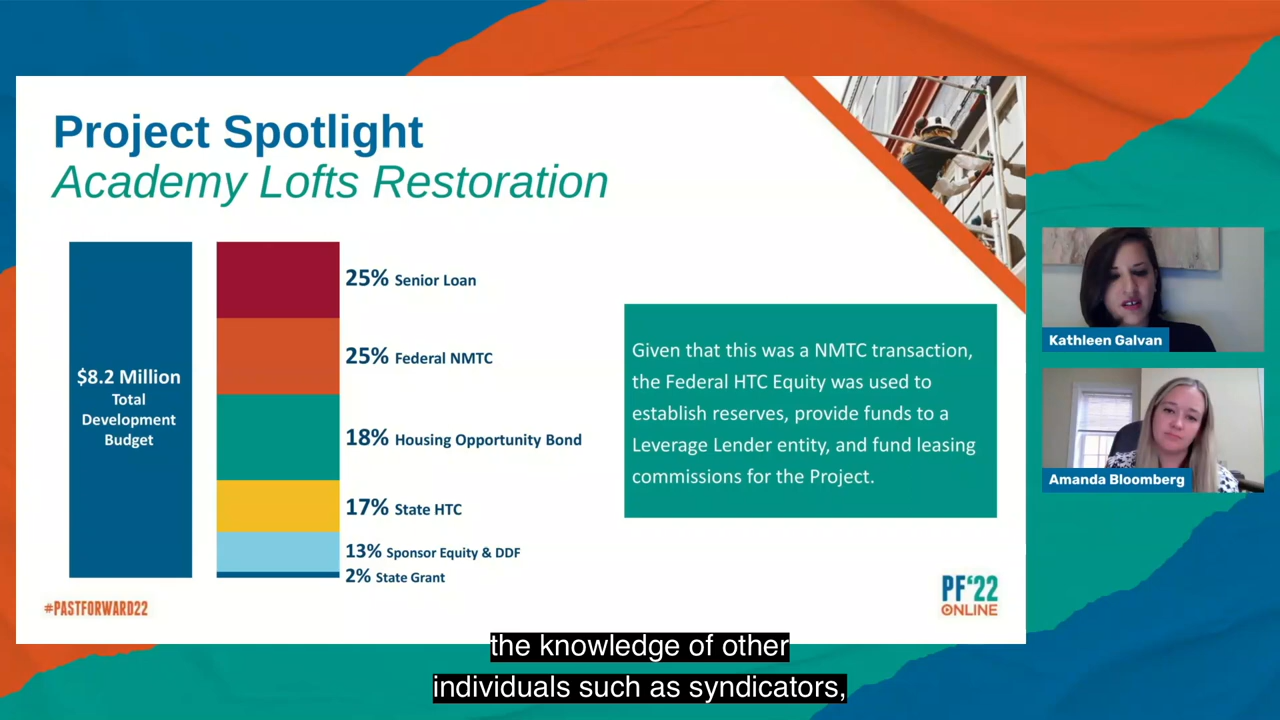 Project Spotlight
Academy Lofts Restoration
$8.2 Million
Total
Development
Budget
25% Senior Loan
25% Federal NMTC
18% Housing Opportunity Bond
17% State HTC
13% Sponsor Equity & DDF
2% State Grant
Given that this was a NMTC transaction,
the Federal HTC Equity was used to
establish reserves, provide funds to a
Leverage Lender entity, and fund leasing
commissions for the Project.
#PASTFORWARD22
PF'22
ONLINE
Kathleen Galvan
Amanda Bloomberg
the knowledge of other
individuals such as syndicators,